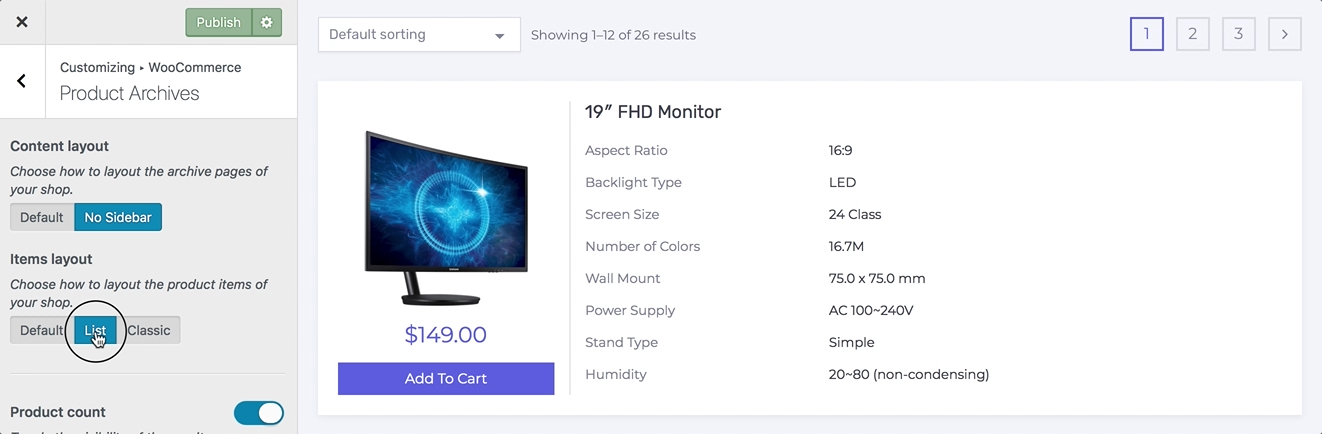 Publish
Customizing ▸ WooCommerce
Product Archives
Content layout
Choose how to layout the archive pages of
your shop.
Default No Sidebar
Items layout
Choose how to layout the product items of
your shop.
Default List Classic
Product count
Default sorting
Showing 1–12 of 26 results
1 2 3
$149.00
Add To Cart
19″ FHD Monitor
Aspect Ratio 16:9
Backlight Type LED
Screen Size 24 Class
Number of Colors 16.7M
Wall Mount 75.0 x 75.0 mm
Power Supply AC 100~240V
Stand Type Simple
Humidity 20~80 (non-condensing)